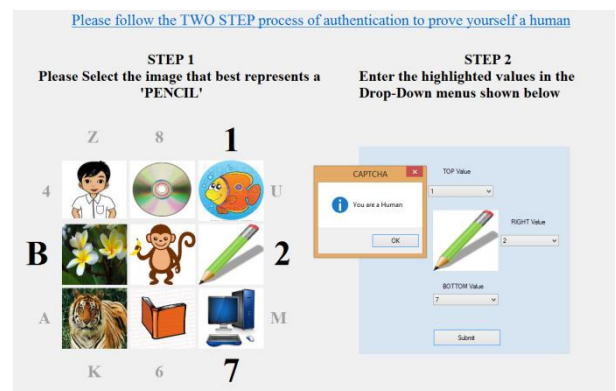 Please follow the TWO STEP process of authentication to prove yourself a human
STEP 1
Please Select the image that best represents a
'PENCIL'
Z 8 1
4 U
B 2
A M
K 6 7
STEP 2
Enter the highlighted values in the
Drop-Down menus shown below
CAPTCHA
You are a Human
OK
TOP Value
1
RIGHT Value
2
BOTTOM Value
7
Submit